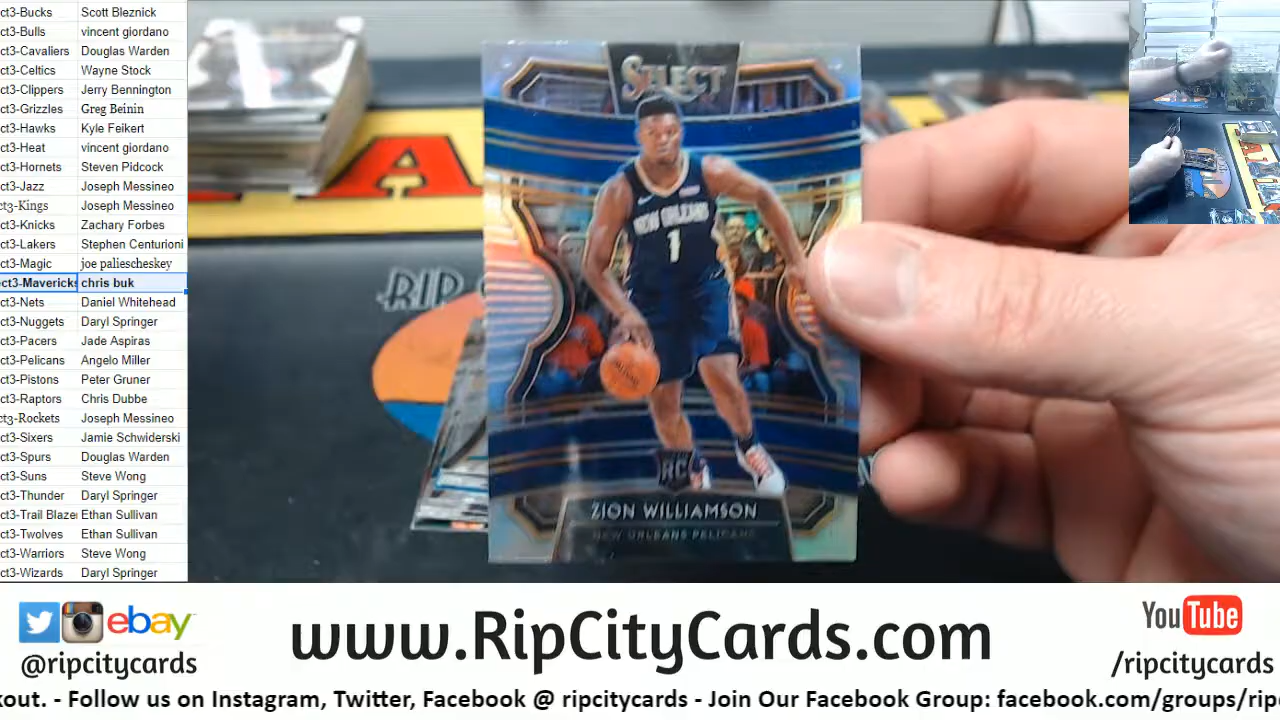 ct3-Bucks Scott Bleznick
ct3-Bulls vincent giordano
ct3-Cavaliers Douglas Warden
ct3-Celtics Wayne Stock
ct3-Clippers Jerry Bennington
ct3-Grizzles Greg Beinin
ct3-Hawks Kyle Feikert
ct3-Heat vincent giordano
ct3-Hornets Steven Pidcock
ct3-Jazz Joseph Messineo
ct3-Kings Joseph Messineo
ct3-Knicks Zachary Forbes
ct3-Lakers Stephen Centurioni
ct3-Magic joe paliescheskey
ct3-Mavericks chris buk
ct3-Nets Daniel Whitehead
ct3-Nuggets Daryl Springer
ct3-Pacers Jade Aspiras
ct3-Pelicans Angelo Miller
ct3-Pistons Peter Gruner
ct3-Raptors Chris Dubbe
ct3-Rockets Joseph Messineo
ct3-Sixers Jamie Schwiderski
ct3-Spurs Douglas Warden
ct3-Suns Steve Wong
ct3-Thunder Daryl Springer
ct3-Trail Blazer Ethan Sullivan
ct3-Twolves Ethan Sullivan
ct3-Warriors Steve Wong
ct3-Wizards Daryl Springer
SELECT
NEW ORLEANS
1
RC
ZION WILLIAMSON
NEW ORLEANS PELICANS
RIP
A
ebay
@ripcitycards
www.RipCityCards.com
YouTube
/ripcitycards
kout. - Follow us on Instagram, Twitter, Facebook @ ripcitycards - Join Our Facebook Group: facebook.com/groups/ripc